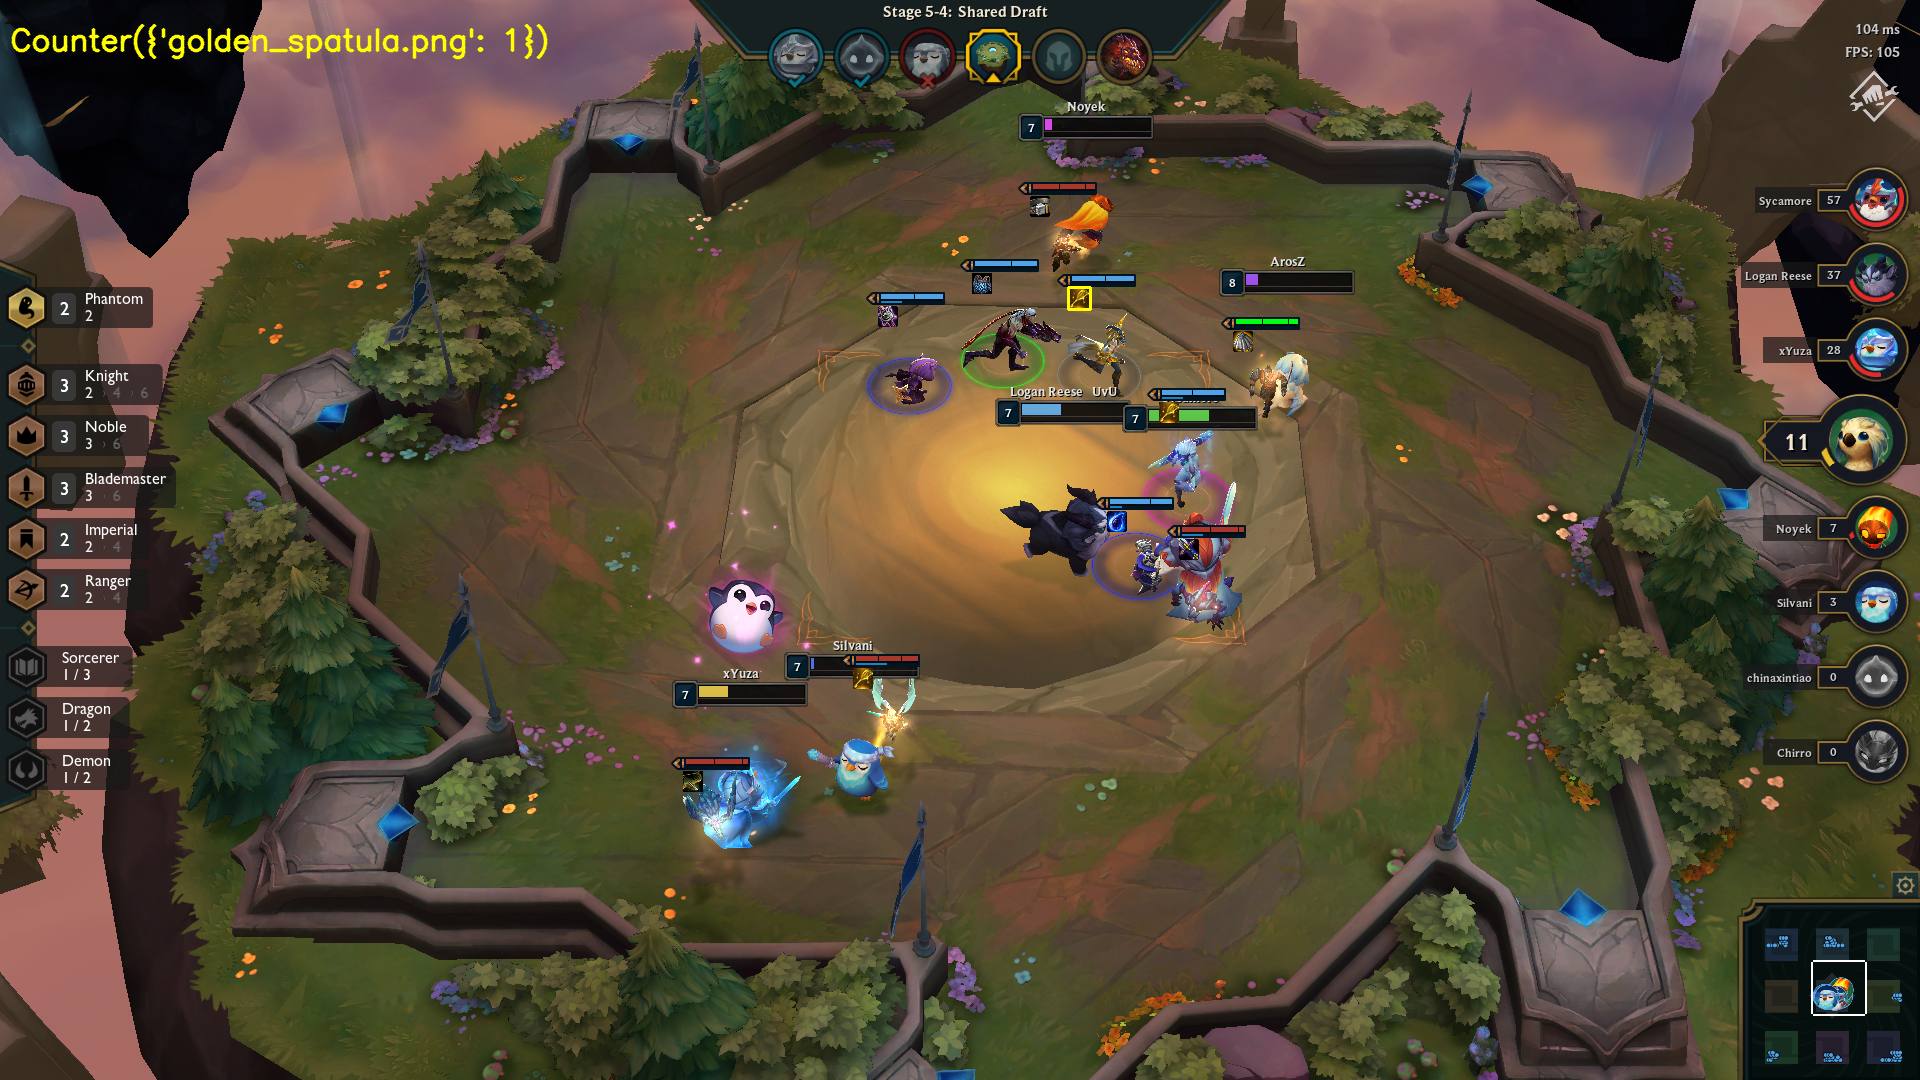 Stage 5-4: Shared Draft
Counter({'golden_spatula.png': 1})
104 ms
FPS: 105
Noyek
7
ArosZ
8
Logan Reese
7
UvU
7
Silvani
7
xYuza
7
2
Phantom
2
3
Knight
2 › 4 › 6
3
Noble
3 › 6
3
Blademaster
3 › 6
2
Imperial
2 › 4
2
Ranger
2 › 4
Sorcerer
1 / 3
Dragon
1 / 2
Demon
1 / 2
Sycamore 57
Logan Reese 37
xYuza 28
11
Noyek 7
Silvani 3
chinaxintiao 0
Chirro 0